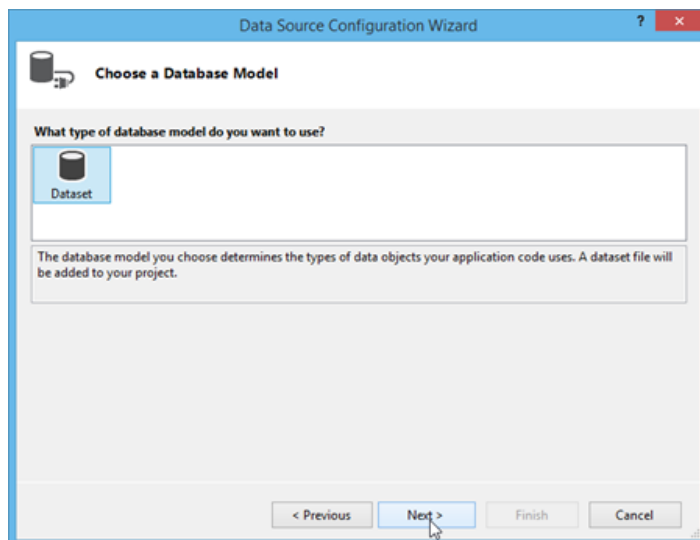 Data Source Configuration Wizard
?
Choose a Database Model
What type of database model do you want to use?
Dataset
The database model you choose determines the types of data objects your application code uses. A dataset file will
be added to your project.
< Previous
Next >
Finish
Cancel